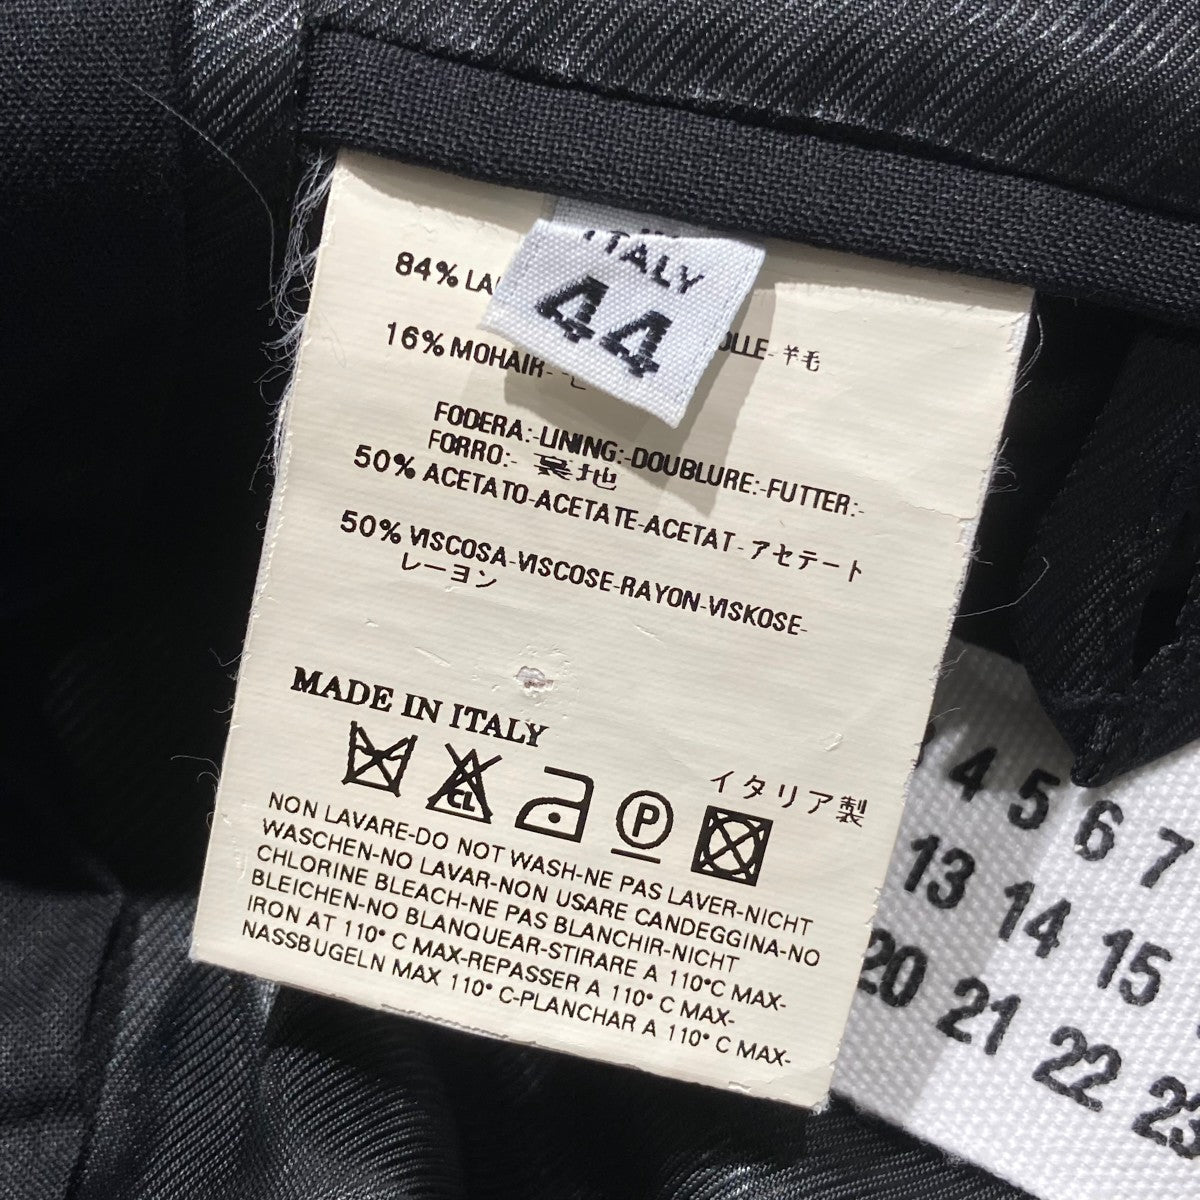 ITALY
44
84%
OLLE-羊毛
16% MOHAIR-
FODERA:-LINING:-DOUBLURE:-FUTTER:-
FORRO:- 裏地
50% ACETATO-ACETATE-ACETAT-アセテート
50% VISCOSA-VISCOSE-RAYON-VISKOSE-
レーヨン
MADE IN ITALY
イタリア製
CL
P
NON LAVARE-DO NOT WASH-NE PAS LAVER-NICHT
WASCHEN-NO LAVAR-NON USARE CANDEGGINA-NO
CHLORINE BLEACH-NE PAS BLANCHIR-NICHT
BLEICHEN-NO BLANQUEAR-STIRARE A 110°C MAX-
IRON AT 110° C MAX-REPASSER A 110° C MAX-
NASSBUGELN MAX 110° C-PLANCHAR A 110° C MAX-
4 5 6 7
13 14 15
20 21 22 23